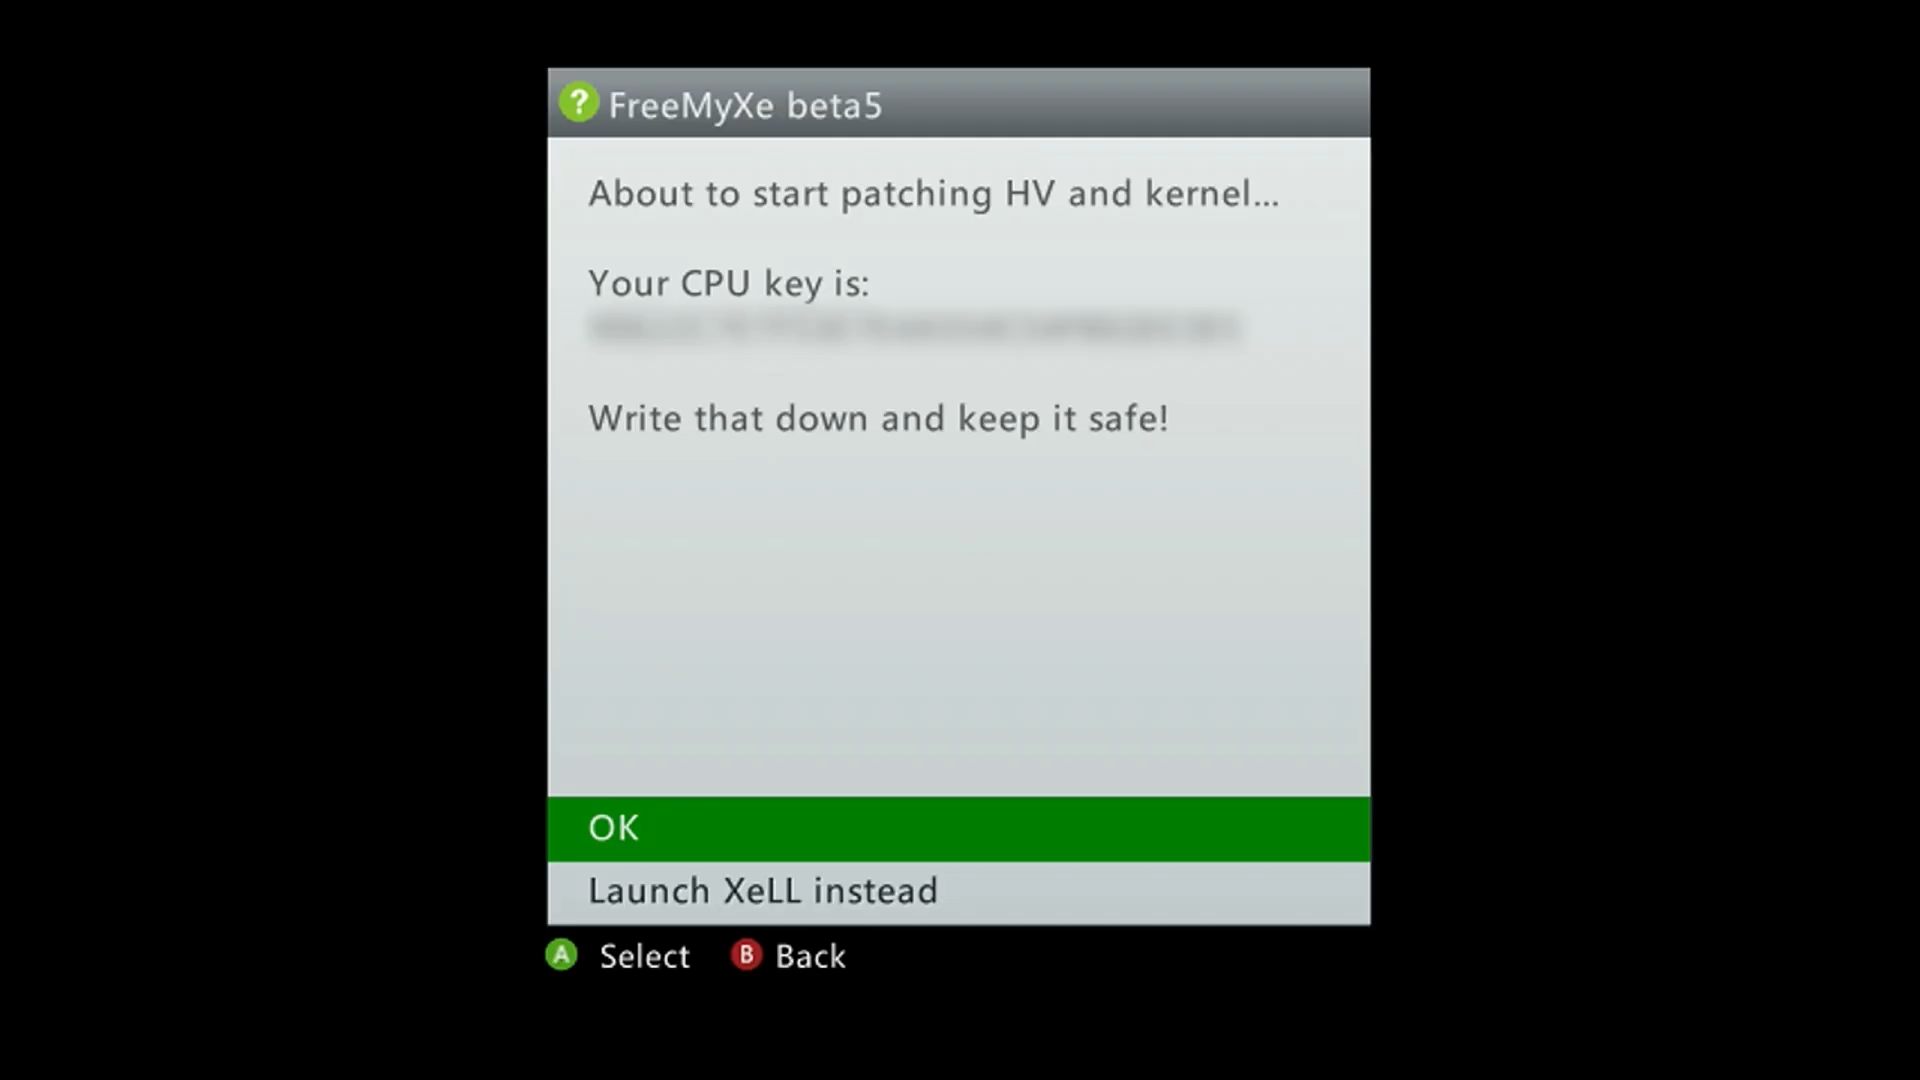 ?
FreeMyXe beta5
About to start patching HV and kernel...
Your CPU key is:
Write that down and keep it safe!
OK
Launch XeLL instead
A Select B Back